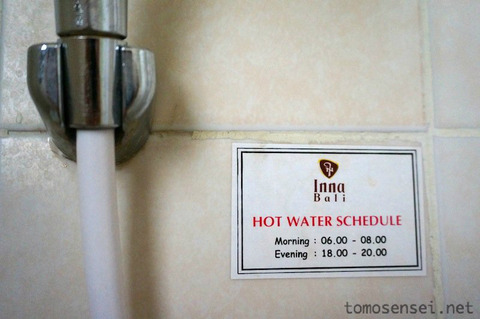 Inna
Bali
HOT WATER SCHEDULE
Morning : 06.00 - 08.00
Evening : 18.00 - 20.00
tomosensei.net